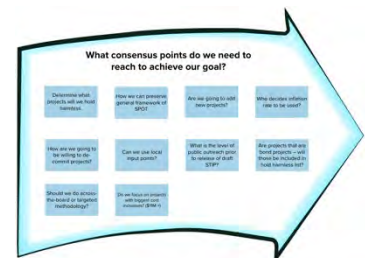 What consensus points do we need to
reach to achieve our goal?
Determine what
projects will we host
harmless
How we can preserve
general framework of
SPOT
Are we going to add
new projects?
Who decides inflation
rate to be used?
How are we going to
be willing to de-
commit projects?
Can we use local
input points?
What is the level of
public outreach prior
to release of draft
STIP?
Are projects that are
bond projects – will
those be included in
hold harmless list?
Should we do across-
the-board or targeted
methodology?
Do we focus on projects
with biggest cost
increases?